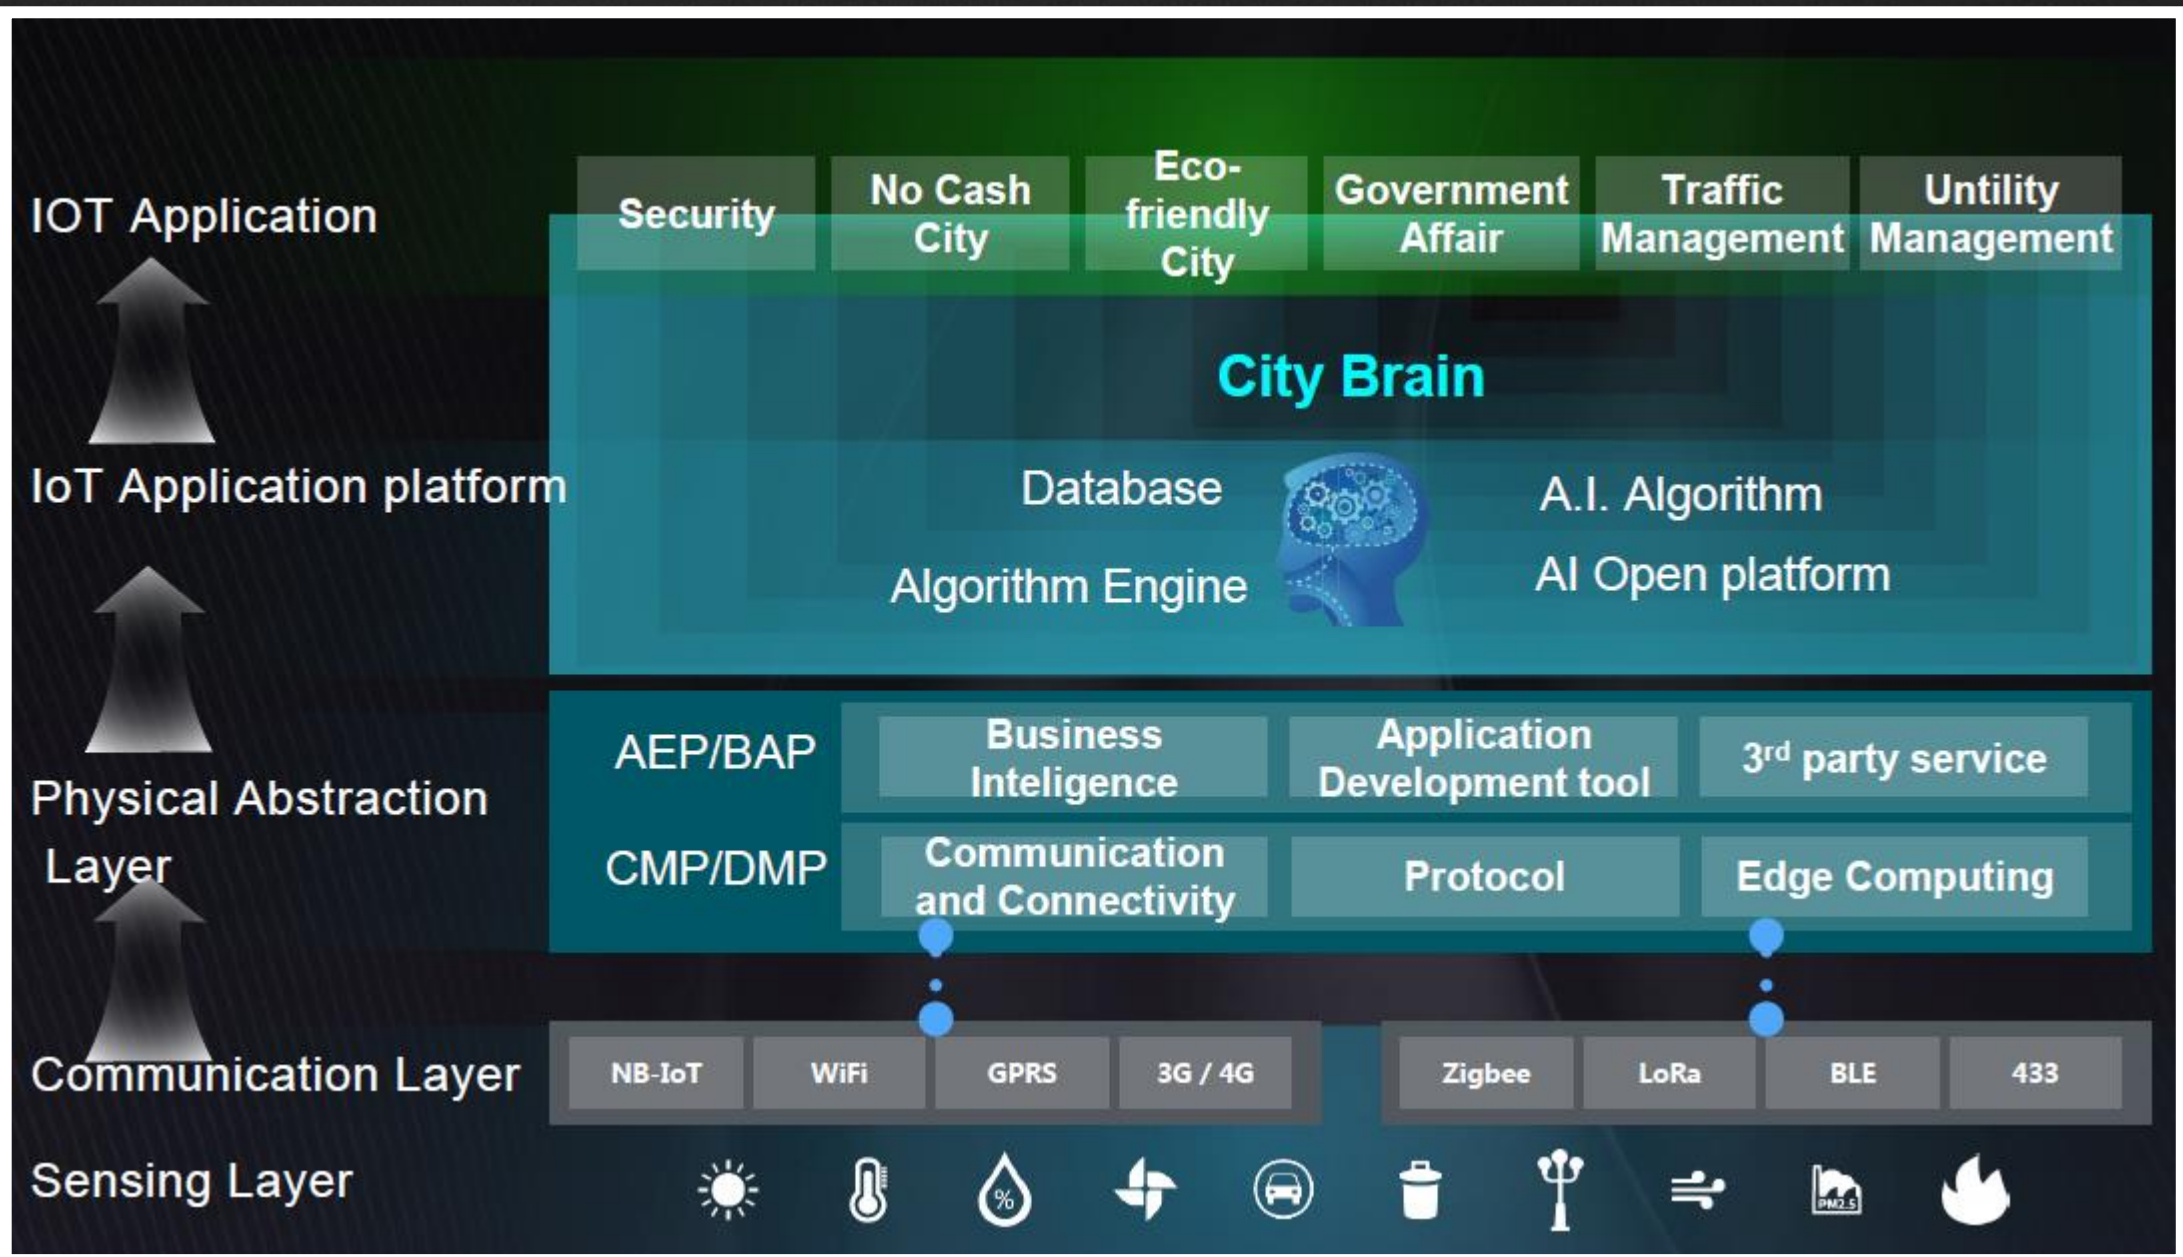 IOT Application
Security
No Cash
City
Eco-
friendly
City
Government
Affair
Traffic
Management
Untility
Management
City Brain
IoT Application platform
Database
A.I. Algorithm
Algorithm Engine
AI Open platform
Physical Abstraction
Layer
AEP/BAP
Business
Inteligence
Application
Development tool
3rd party service
CMP/DMP
Communication
and Connectivity
Protocol
Edge Computing
Communication Layer
NB-IoT
WiFi
GPRS
3G / 4G
Zigbee
LoRa
BLE
433
Sensing Layer
%
PM2.5